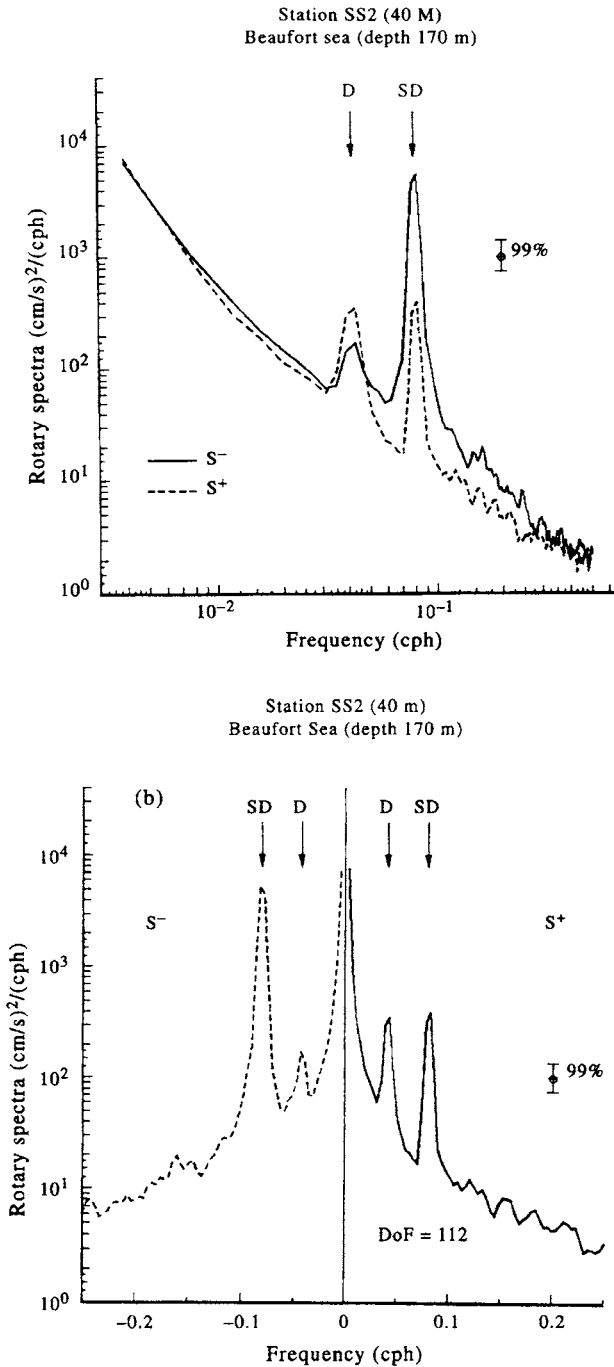 Station SS2 (40 M)
Beaufort sea (depth 170 m)
D SD
10^4
10^3
10^2
10^1
10^0
Rotary spectra (cm/s)^2/(cph)
99%
S^-
S^+
10^-2 10^-1
Frequency (cph)
Station SS2 (40 m)
Beaufort Sea (depth 170 m)
(b)
SD D D SD
10^4
10^3
10^2
10^1
10^0
Rotary spectra (cm/s)^2/(cph)
S^- S^+
99%
DoF = 112
-0.2 -0.1 0 0.1 0.2
Frequency (cph)